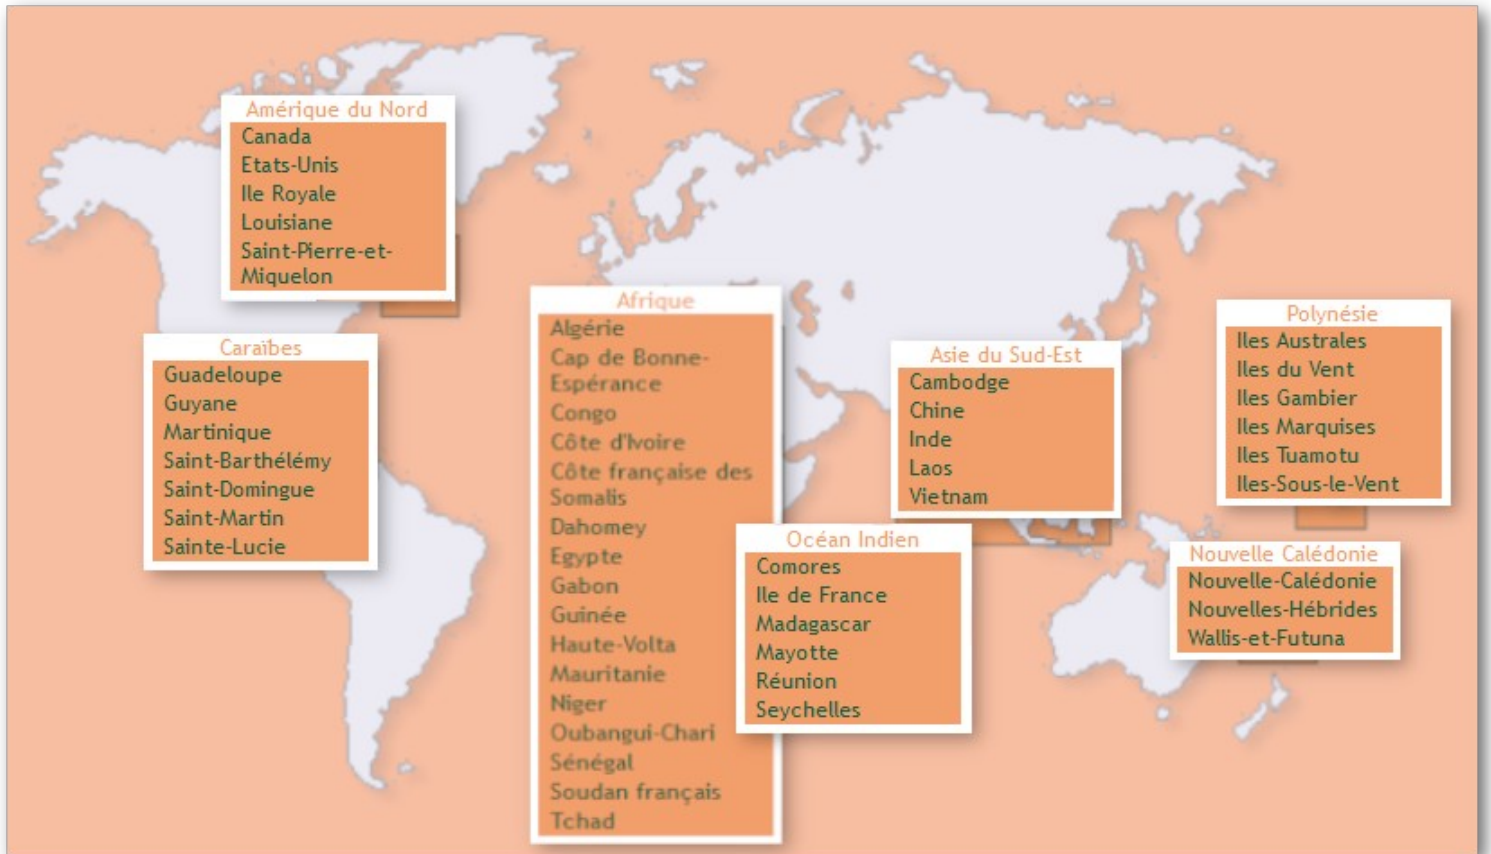 Amérique du Nord
Canada
Etats-Unis
Ile Royale
Louisiane
Saint-Pierre-et-
Miquelon
Caraïbes
Guadeloupe
Guyane
Martinique
Saint-Barthélémy
Saint-Domingue
Saint-Martin
Sainte-Lucie
Afrique
Algérie
Cap de Bonne-
Espérance
Congo
Côte d'Ivoire
Côte française des
Somalis
Dahomey
Egypte
Gabon
Guinée
Haute-Volta
Mauritanie
Niger
Oubangui-Chari
Sénégal
Soudan français
Tchad
Océan Indien
Comores
Ile de France
Madagascar
Mayotte
Réunion
Seychelles
Asie du Sud-Est
Cambodge
Chine
Inde
Laos
Vietnam
Polynésie
Iles Australes
Iles du Vent
Iles Gambier
Iles Marquises
Iles Tuamotu
Iles-Sous-le-Vent
Nouvelle Calédonie
Nouvelle-Calédonie
Nouvelles-Hébrides
Wallis-et-Futuna